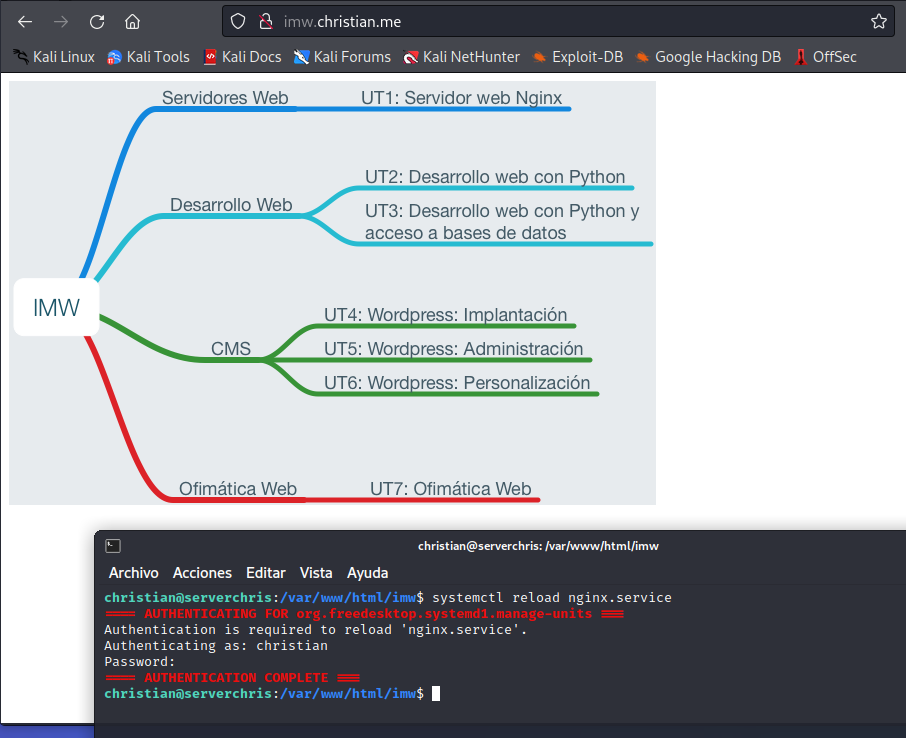 imw.christian.me
Kali Linux Kali Tools Kali Docs Kali Forums Kali NetHunter Exploit-DB Google Hacking DB OffSec
Servidores Web UT1: Servidor web Nginx
UT2: Desarrollo web con Python
Desarrollo Web
UT3: Desarrollo web con Python y
acceso a bases de datos
IMW
UT4: Wordpress: Implantación
CMS UT5: Wordpress: Administración
UT6: Wordpress: Personalización
Ofimática Web UT7: Ofimática Web
christian@serverchris: /var/www/html/imw
Archivo Acciones Editar Vista Ayuda
christian@serverchris:/var/www/html/imw$ systemctl reload nginx.service
==== AUTHENTICATING FOR org.freedesktop.systemd1.manage-units ===
Authentication is required to reload 'nginx.service'.
Authenticating as: christian
Password:
==== AUTHENTICATION COMPLETE ===
christian@serverchris:/var/www/html/imw$